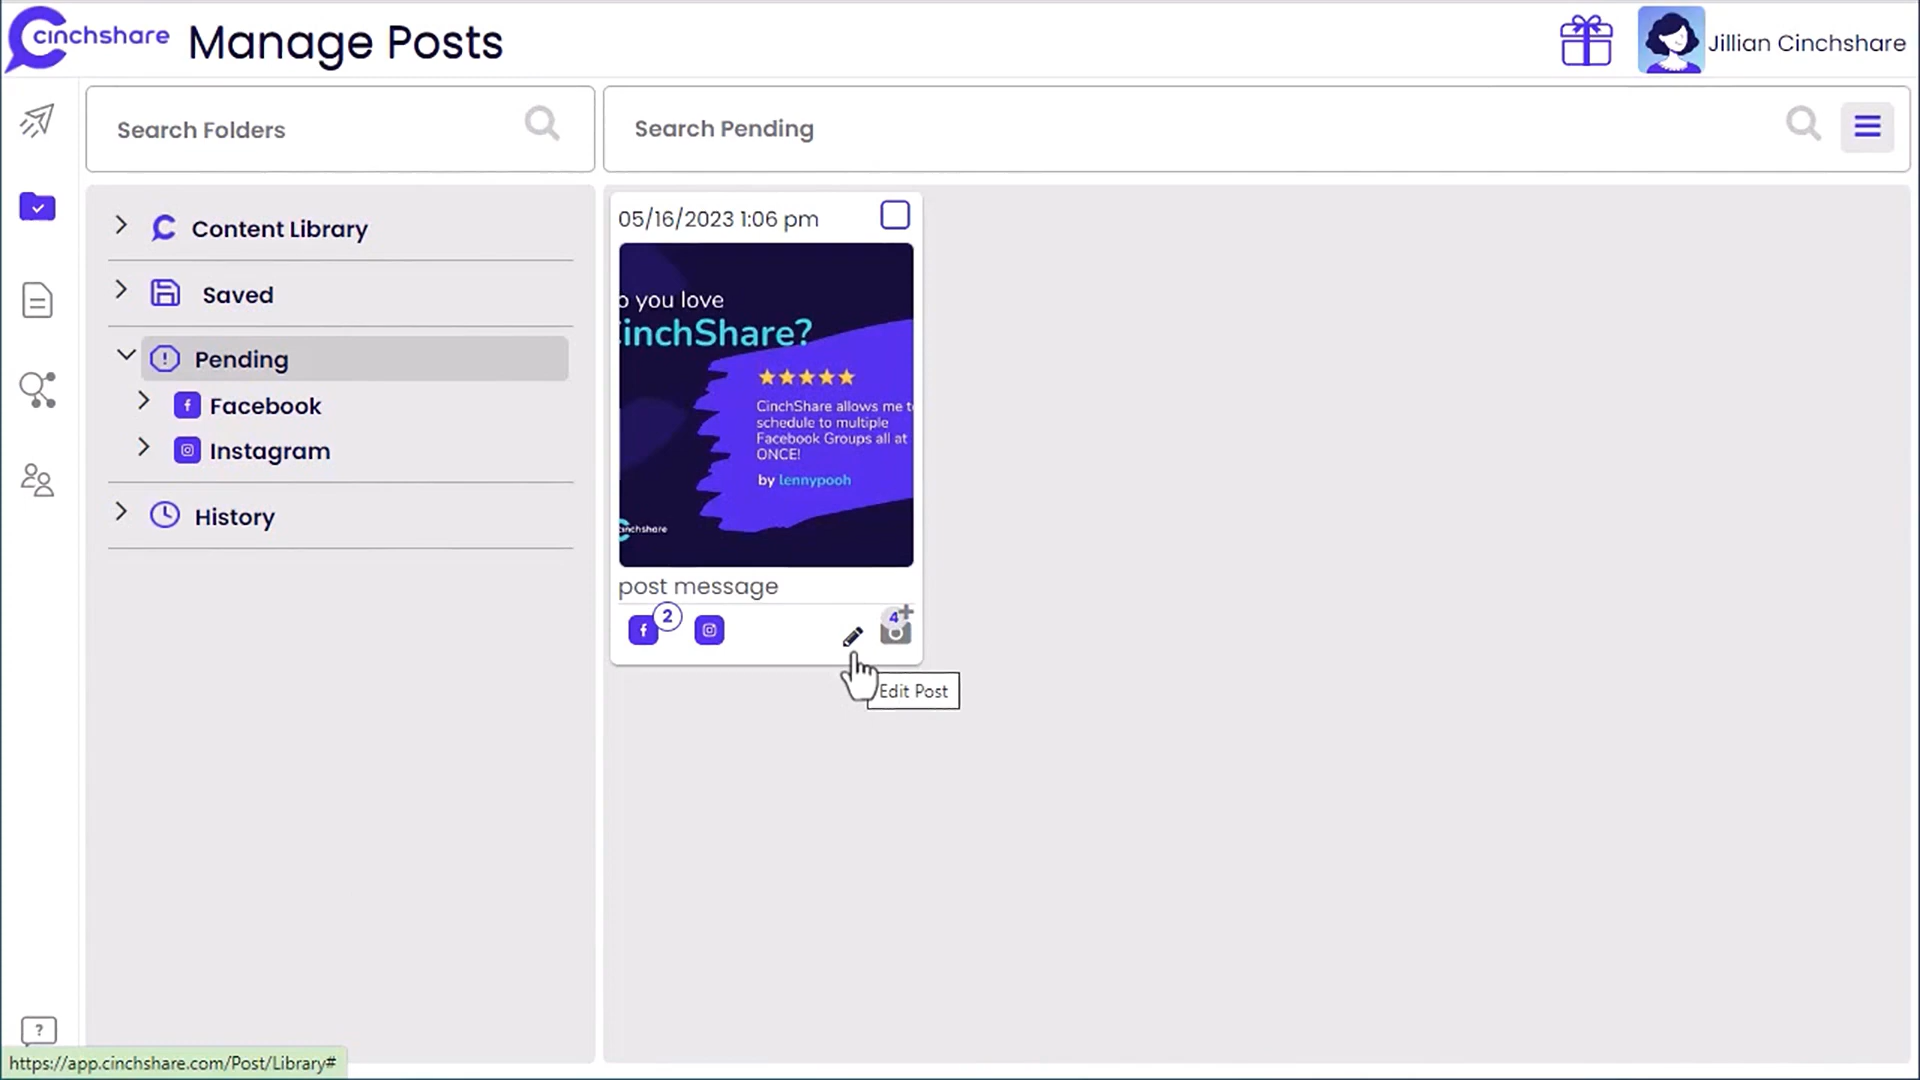 cinchshare
Manage Posts
Jillian Cinchshare
Search Folders
Search Pending
Content Library
Saved
Pending
Facebook
Instagram
History
05/16/2023 1:06 pm
o you love
CinchShare?
CinchShare allows me t
schedule to multiple
Facebook Groups all at
ONCE!
by lennypooh
cinchshare
post message
2
4
Edit Post
?
https://app.cinchshare.com/Post/Library#